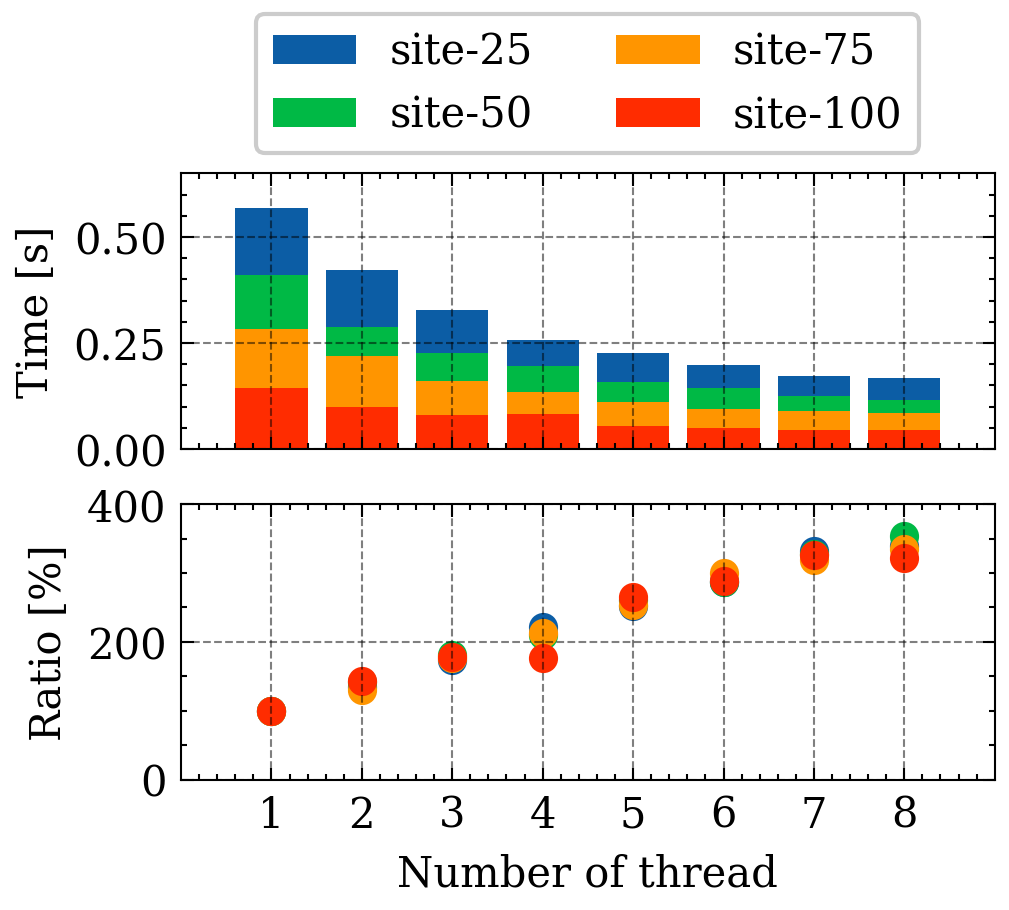 site-25
site-50
site-75
site-100
Time [s]
0.50
0.25
0.00
Ratio [%]
400
200
0
1 2 3 4 5 6 7 8
Number of thread